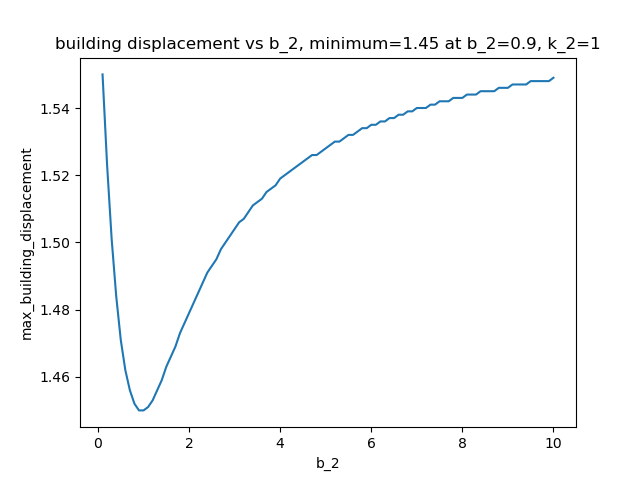 building displacement vs b_2, minimum=1.45 at b_2=0.9, k_2=1
max_building_displacement
1.54
1.52
1.50
1.48
1.46
0 2 4 6 8 10
b_2